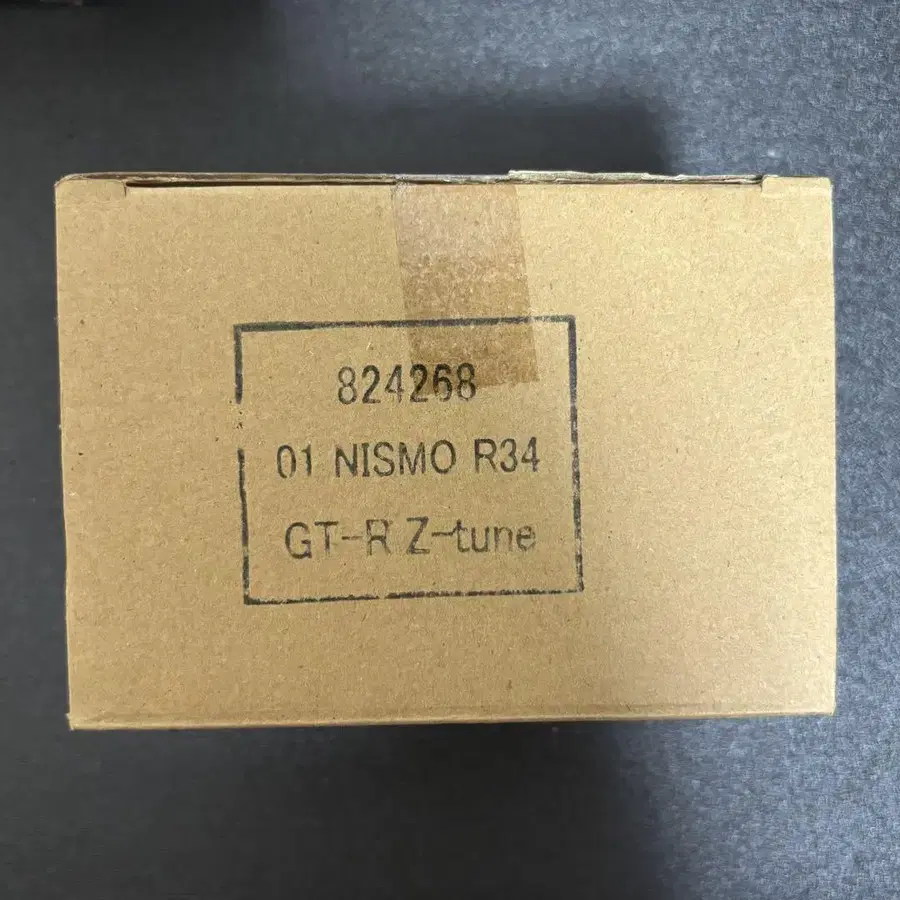 824268
01 NISMO R34
GT-R Z-tune